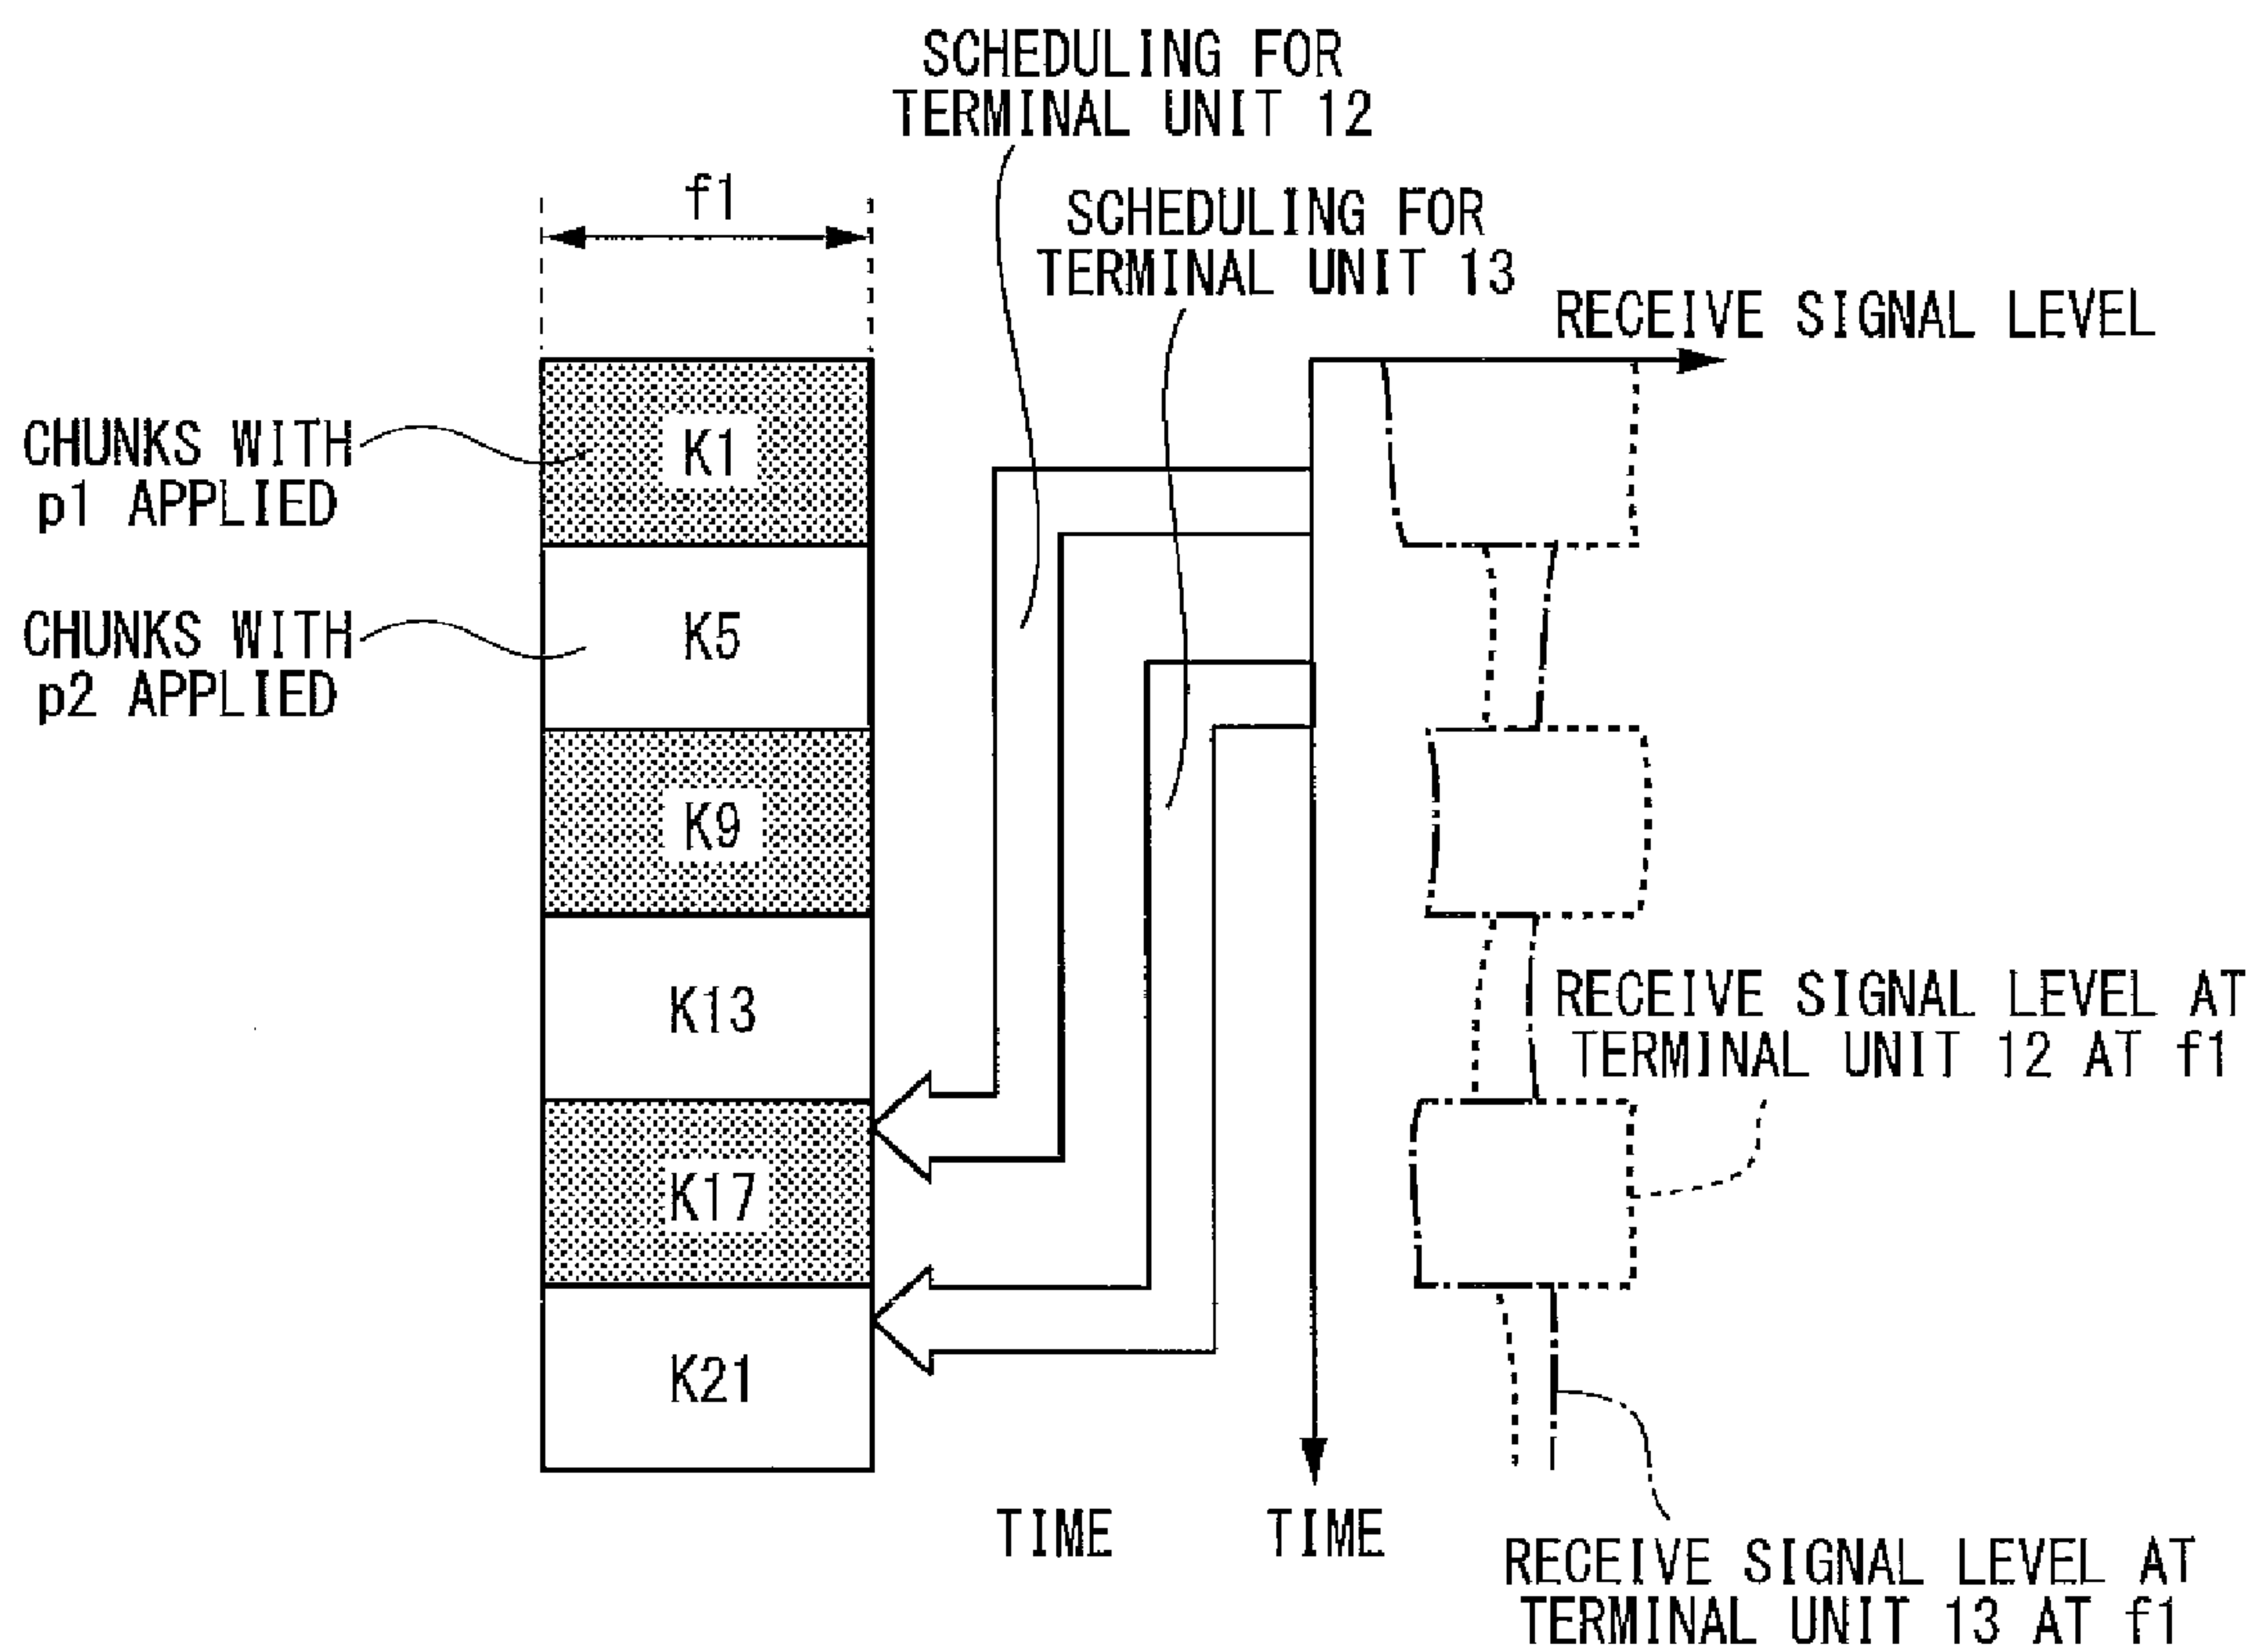 SCHEDULING FOR
TERMINAL UNIT 12
f1
SCHEDULING FOR
TERMINAL UNIT 13
RECEIVE SIGNAL LEVEL
CHUNKS WITH
p1 APPLIED
K1
CHUNKS WITH
p2 APPLIED
K5
K9
K13
RECEIVE SIGNAL LEVEL AT
TERMINAL UNIT 12 AT f1
K17
K21
TIME
TIME
RECEIVE SIGNAL LEVEL AT
TERMINAL UNIT 13 AT f1